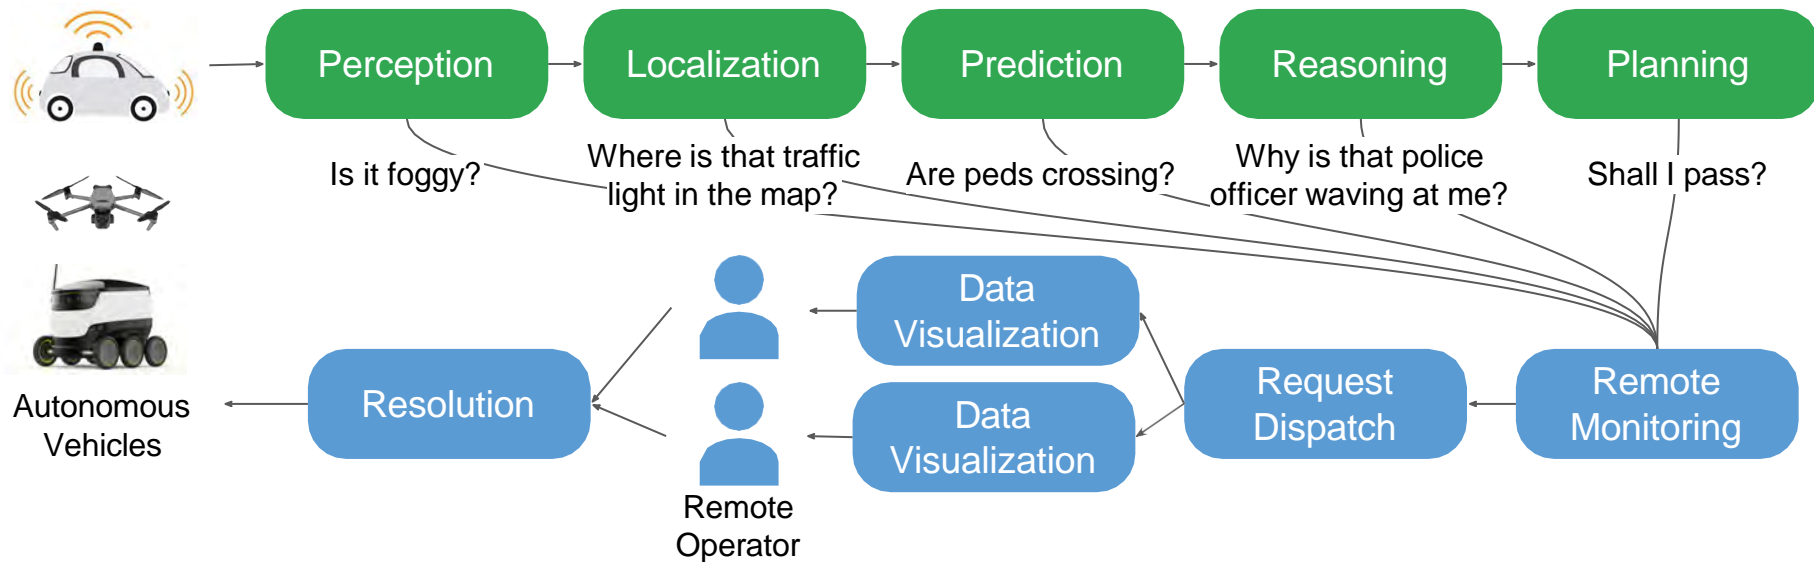 Perception
Localization
Prediction
Reasoning
Planning
Is it foggy?
Where is that traffic
light in the map?
Are peds crossing?
Why is that police
officer waving at me?
Shall I pass?
Autonomous
Vehicles
Resolution
Remote
Operator
Data
Visualization
Data
Visualization
Request
Dispatch
Remote
Monitoring